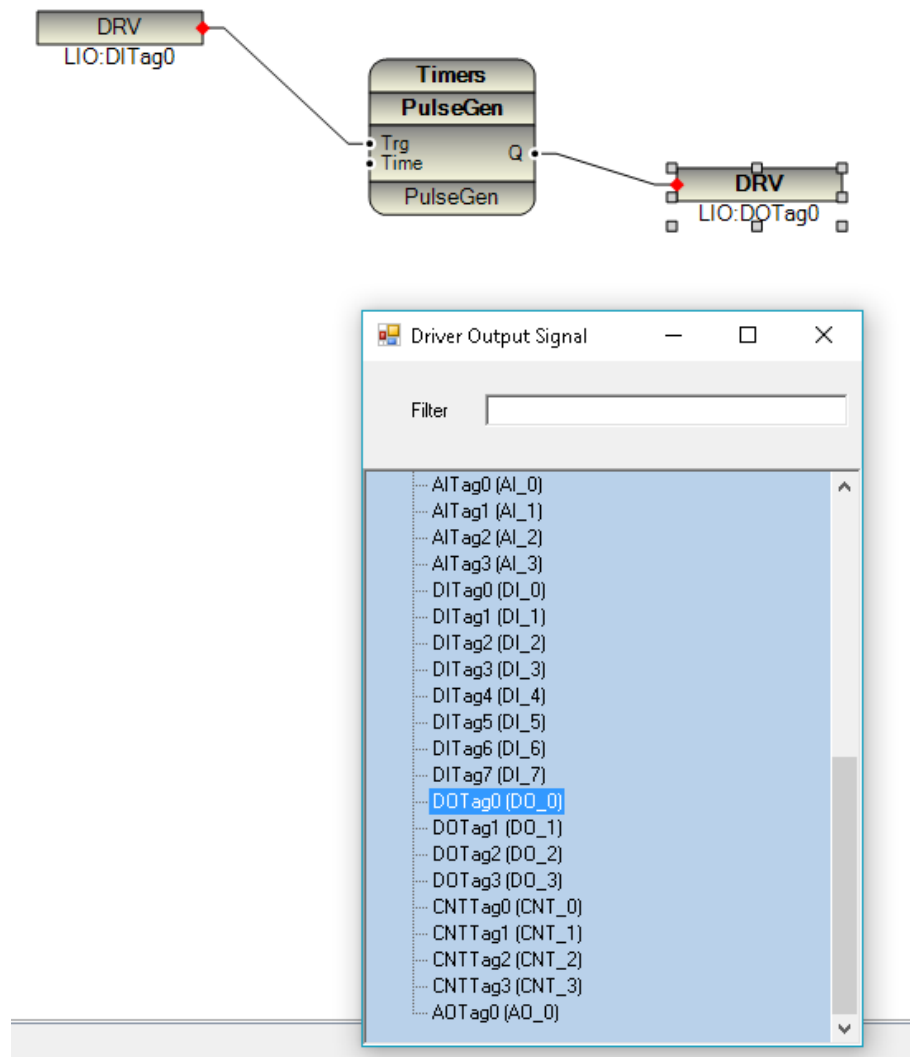 DRV
LIO:DITag0
Timers
PulseGen
Trg
Time
Q
PulseGen
DRV
LIO:DOTag0
Driver Output Signal
Filter
AITag0 (AI_0)
AITag1 (AI_1)
AITag2 (AI_2)
AITag3 (AI_3)
DITag0 (DI_0)
DITag1 (DI_1)
DITag2 (DI_2)
DITag3 (DI_3)
DITag4 (DI_4)
DITag5 (DI_5)
DITag6 (DI_6)
DITag7 (DI_7)
DOTag0 (DO_0)
DOTag1 (DO_1)
DOTag2 (DO_2)
DOTag3 (DO_3)
CNTTag0 (CNT_0)
CNTTag1 (CNT_1)
CNTTag2 (CNT_2)
CNTTag3 (CNT_3)
AOTag0 (AO_0)